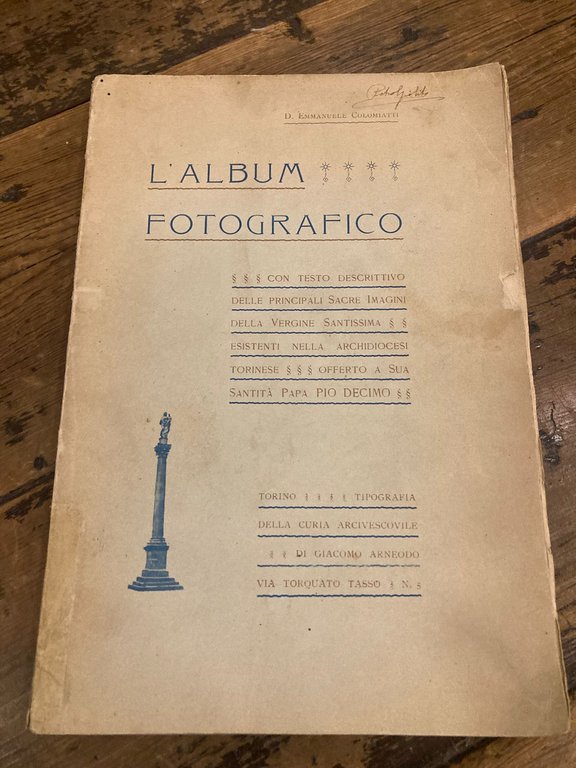 D. Emmanuele Colomiatti
L'ALBUM
FOTOGRAFICO
§ § § CON TESTO DESCRITTIVO
DELLE PRINCIPALI SACRE IMAGINI
DELLA VERGINE SANTISSIMA § §
ESISTENTI NELLA ARCHIDIOCESI
TORINESE § § § OFFERTO A SUA
SANTITÀ PAPA PIO DECIMO § §
TORINO § § § § TIPOGRAFIA
DELLA CURIA ARCIVESCOVILE
§ § DI GIACOMO ARNEODO
VIA TORQUATO TASSO § N.